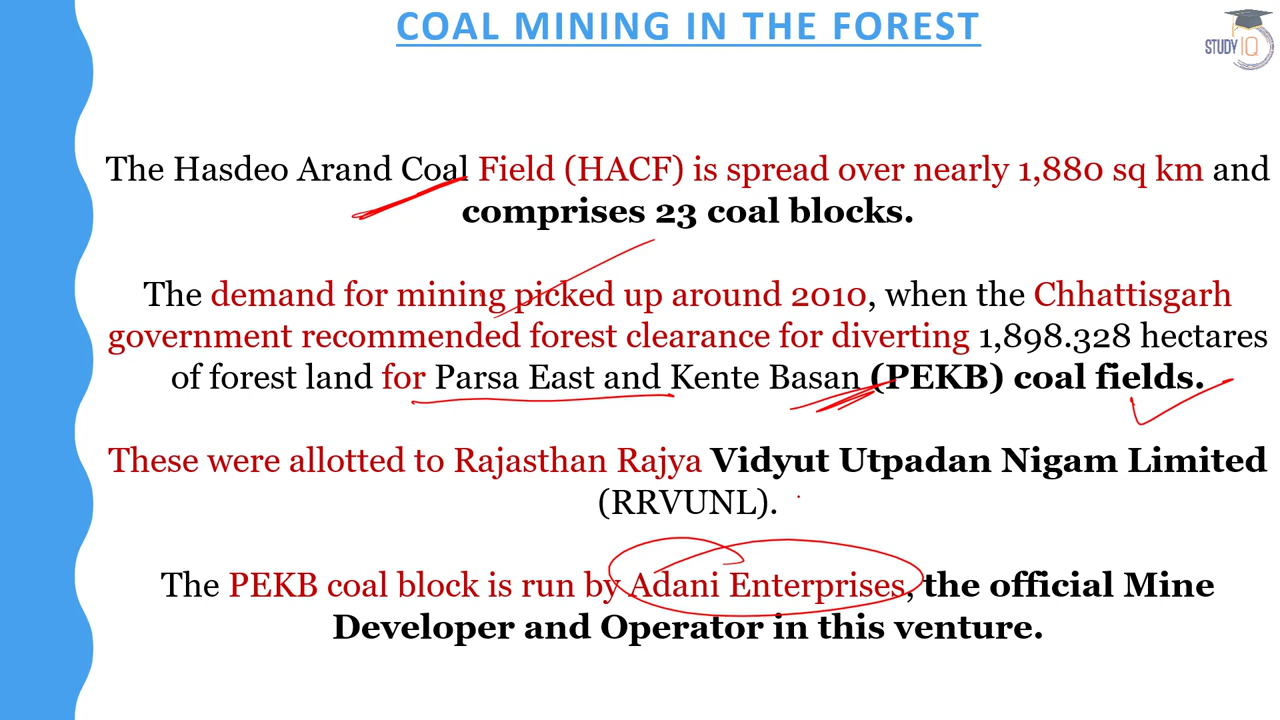 COAL MINING IN THE FOREST
STUDY IQ
The Hasdeo Arand Coal Field (HACF) is spread over nearly 1,880 sq km and
comprises 23 coal blocks.
The demand for mining picked up around 2010, when the Chhattisgarh
government recommended forest clearance for diverting 1,898.328 hectares
of forest land for Parsa East and Kente Basan (PEKB) coal fields.
These were allotted to Rajasthan Rajya Vidyut Utpadan Nigam Limited
(RRVUNL).
The PEKB coal block is run by Adani Enterprises, the official Mine
Developer and Operator in this venture.